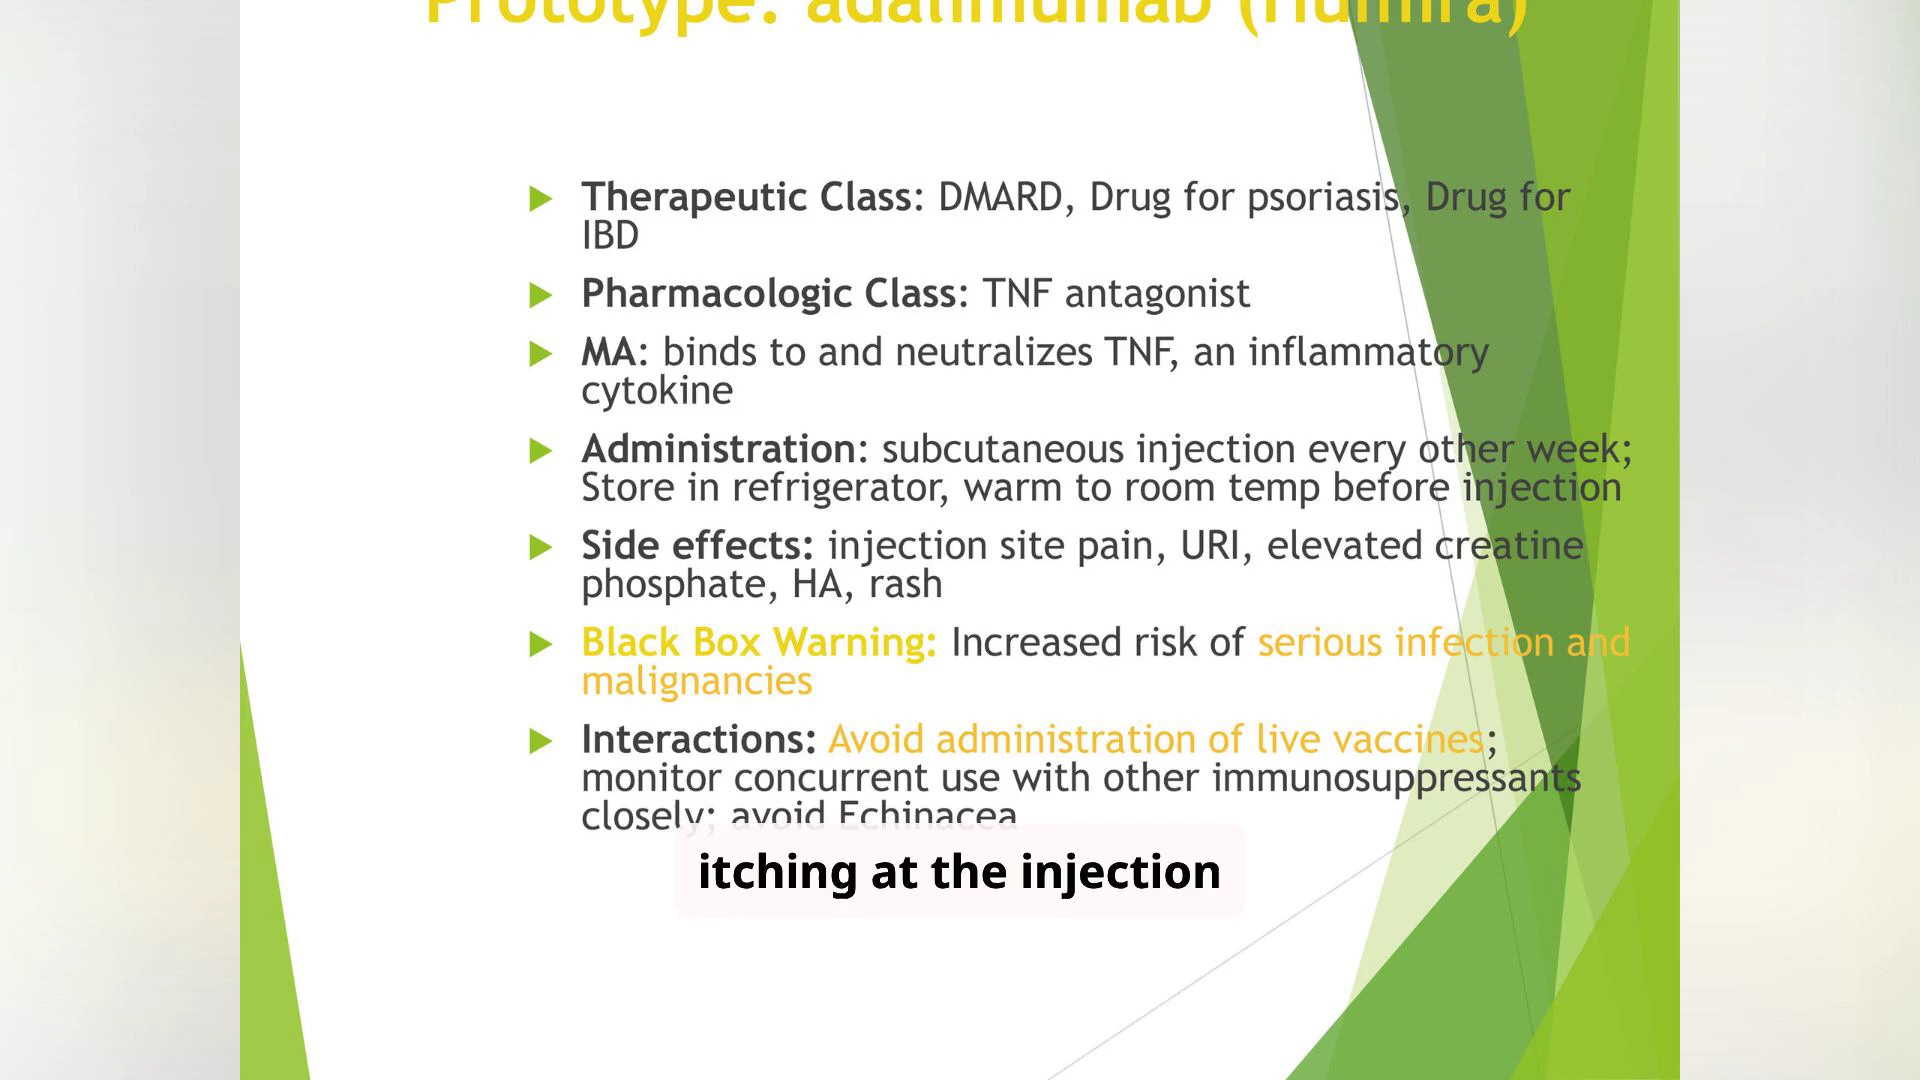 Prototype: adalimumab (Humira)
Therapeutic Class: DMARD, Drug for psoriasis, Drug for
IBD
Pharmacologic Class: TNF antagonist
MA: binds to and neutralizes TNF, an inflammatory
cytokine
Administration: subcutaneous injection every other week;
Store in refrigerator, warm to room temp before injection
Side effects: injection site pain, URI, elevated creatine
phosphate, HA, rash
Black Box Warning: Increased risk of serious infection and
malignancies
Interactions: Avoid administration of live vaccines;
monitor concurrent use with other immunosuppressants
closely; avoid Echinacea
itching at the injection